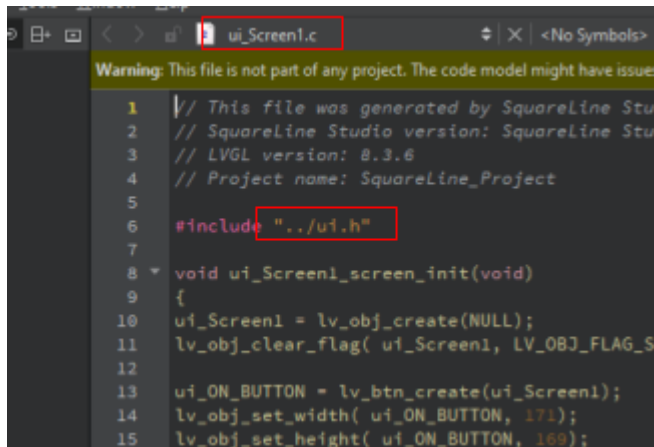 ui_Screen1.c <No Symbols>
Warning: This file is not part of any project. The code model might have issues
1 // This file was generated by SquareLine Stu
2 // SquareLine Studio version: SquareLine Stu
3 // LVGL version: 8.3.6
4 // Project name: SquareLine_Project
5
6 #include "../ui.h"
7
8 void ui_Screen1_screen_init(void)
9 {
10 ui_Screen1 = lv_obj_create(NULL);
11 lv_obj_clear_flag( ui_Screen1, LV_OBJ_FLAG_S
12
13 ui_ON_BUTTON = lv_btn_create(ui_Screen1);
14 lv_obj_set_width( ui_ON_BUTTON, 171);
15 lv_obj_set_height( ui_ON_BUTTON, 169);